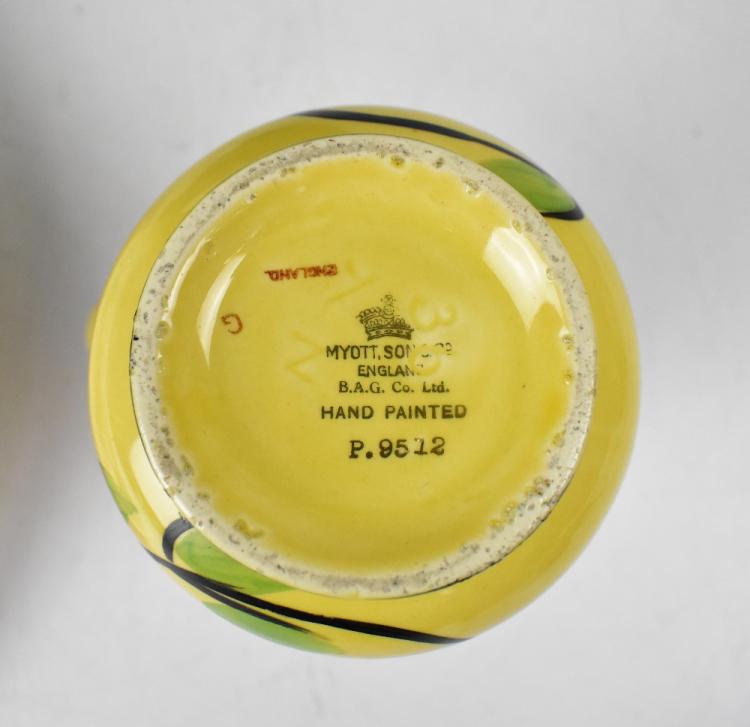 ENGLAND.
G
MYOTT, SON & Co
ENGLAND
B.A.G. Co. Ltd.
HAND PAINTED
P.9512